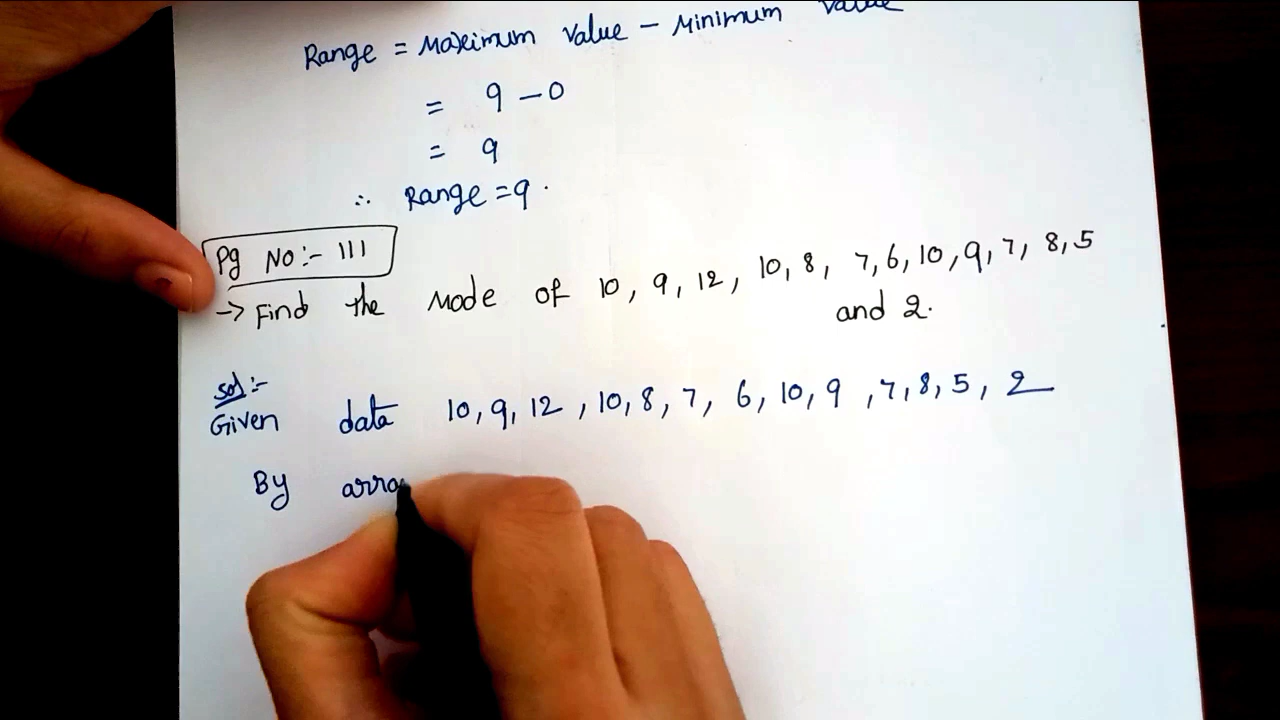 Range = Maximum value - Minimum value
= 9 - 0
= 9
∴ Range = 9.
Pg No:- 111
→ Find the Mode of 10, 9, 12, 10, 8, 7, 6, 10, 9, 7, 8, 5
and 2.
Sol:-
Given data 10, 9, 12, 10, 8, 7, 6, 10, 9, 7, 8, 5, 2
By arra